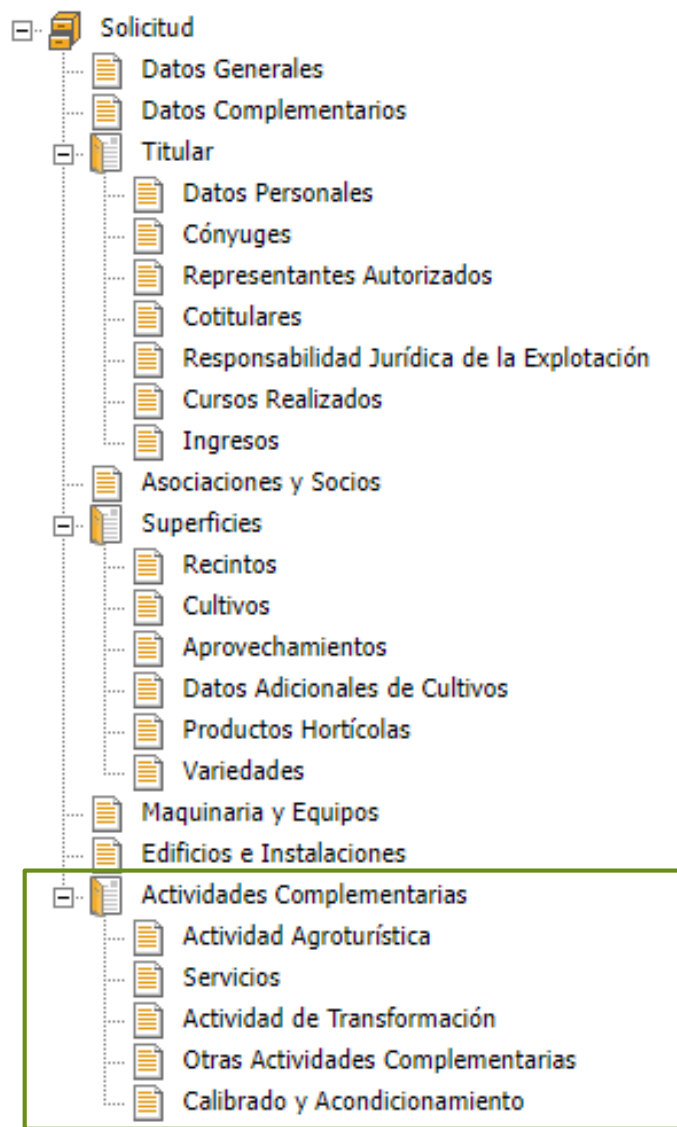 Solicitud
Datos Generales
Datos Complementarios
Titular
Datos Personales
Cónyuges
Representantes Autorizados
Cotitulares
Responsabilidad Jurídica de la Explotación
Cursos Realizados
Ingresos
Asociaciones y Socios
Superficies
Recintos
Cultivos
Aprovechamientos
Datos Adicionales de Cultivos
Productos Hortícolas
Variedades
Maquinaria y Equipos
Edificios e Instalaciones
Actividades Complementarias
Actividad Agroturística
Servicios
Actividad de Transformación
Otras Actividades Complementarias
Calibrado y Acondicionamiento